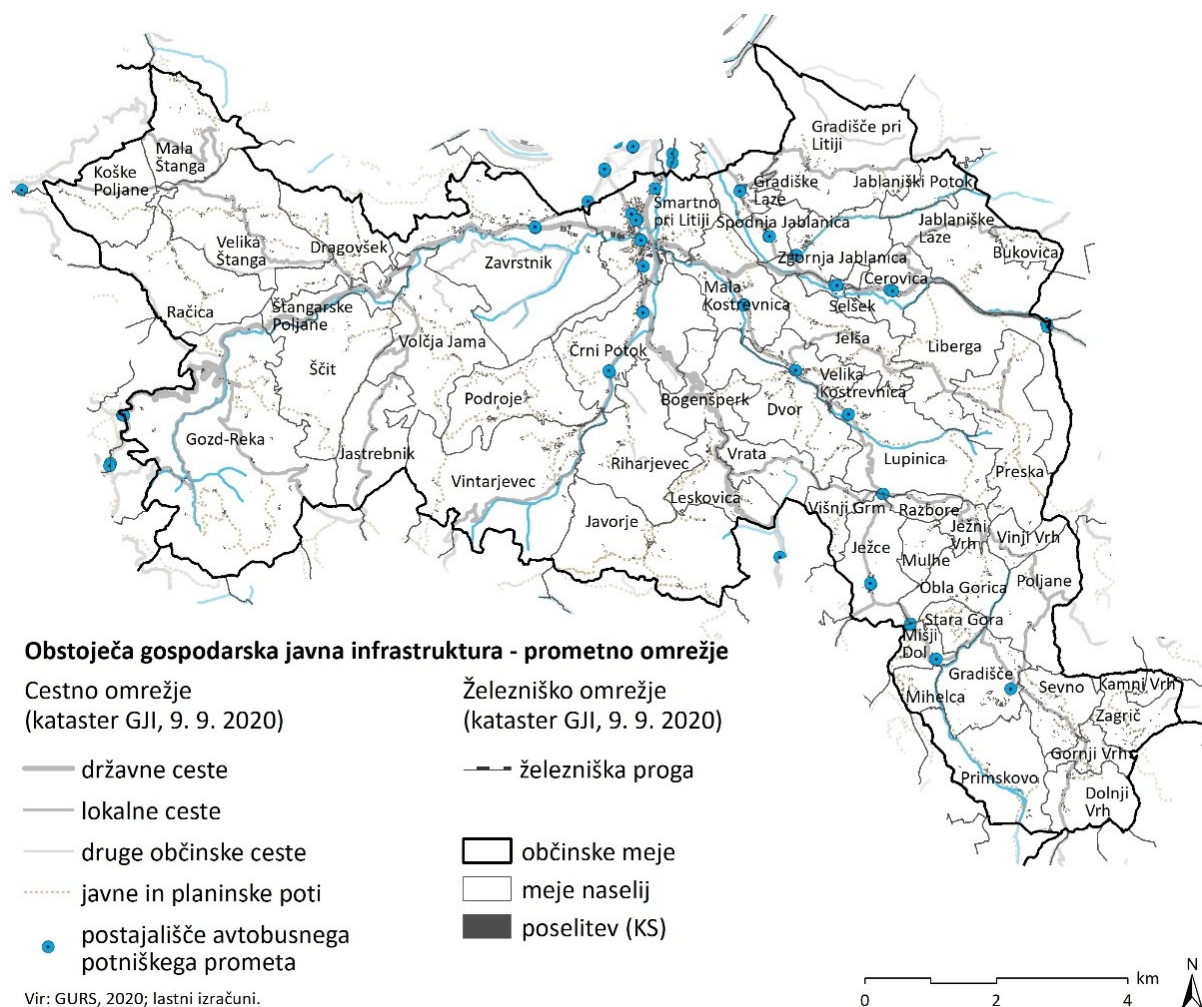 Gradišče pri
Litiji
Mala
Štanga
Koške
Poljane
Gradiške
Laze
Jablaniški Potok
Smartno
pri Litiji
Spodnja Jablanica
Jablaniške
Laze
Velika
Štanga
Dragovšek
Zavrstnik
Zgornja Jablanica
Bukovica
Cerovica
Mala
Kostrevnica
Selšek
Račica
Štangarske
Poljane
Volčja Jama
Jelša
Liberga
Črni Potok
Ščit
Velika
Kostrevnica
Podroje
Bogenšperk
Dvor
Gozd-Reka
Jastrebnik
Vrata
Lupinica
Riharjevec
Preska
Vintarjevec
Leskovica
Višnji Grm
Razbore
Javorje
Ježni
Vrh
Vinji Vrh
Ježce
Mulhe
Poljane
Obla Gorica
Stara Gora
Mišji
Dol
Gradišče
Sevno
Kamni Vrh
Mihelca
Zagrič
Gornji Vrh
Primskovo
Dolnji
Vrh
Obstoječa gospodarska javna infrastruktura - prometno omrežje
Cestno omrežje
(kataster GJI, 9. 9. 2020)
državne ceste
lokalne ceste
druge občinske ceste
javne in planinske poti
postajališče avtobusnega
potniškega prometa
Železniško omrežje
(kataster GJI, 9. 9. 2020)
železniška proga
občinske meje
meje naselij
poselitev (KS)
Vir: GURS, 2020; lastni izračuni.
km
0 2 4
N